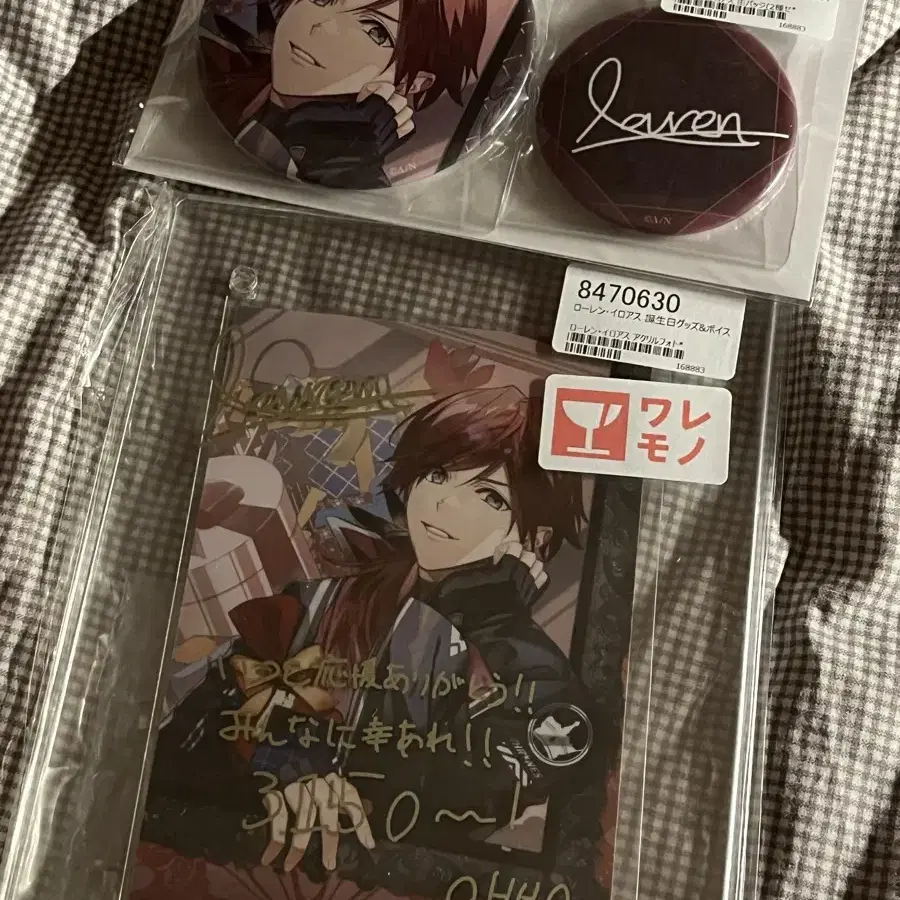 168883
©A/N
Lauren
©A/N
8470630
ローレン・イロアス 誕生日グッズ&ボイス
ローレン・イロアス アクリルフォト*
168883
ワレ
モノ
応援ありがとう!!
みんなに幸あれ!!